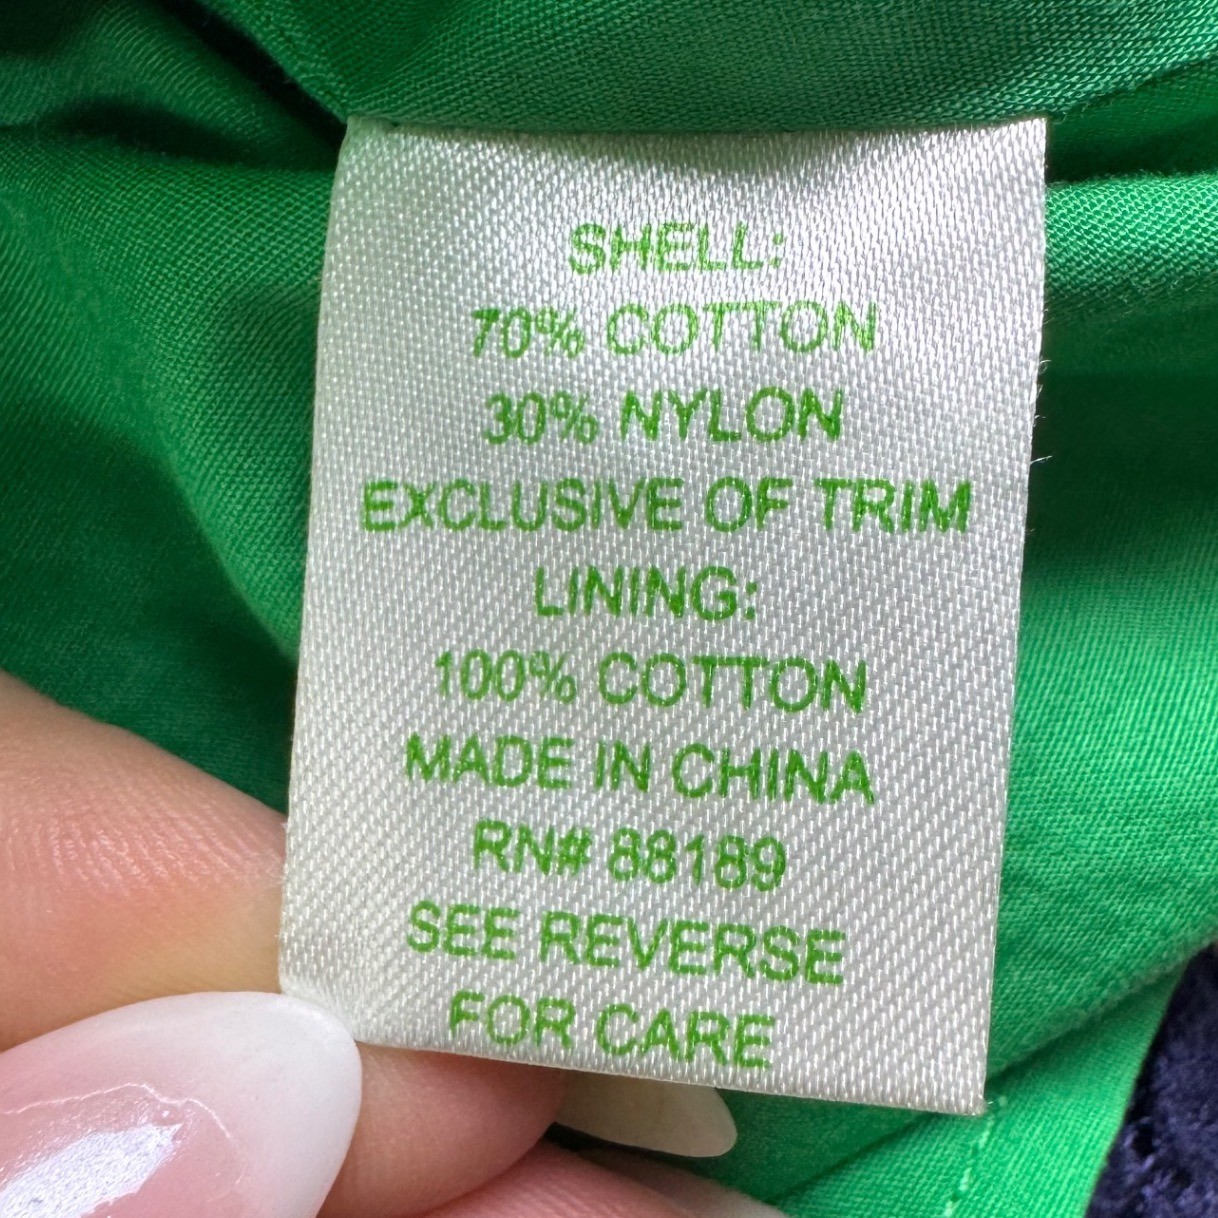 SHELL:
70% COTTON
30% NYLON
EXCLUSIVE OF TRIM
LINING:
100% COTTON
MADE IN CHINA
RN# 88189
SEE REVERSE
FOR CARE